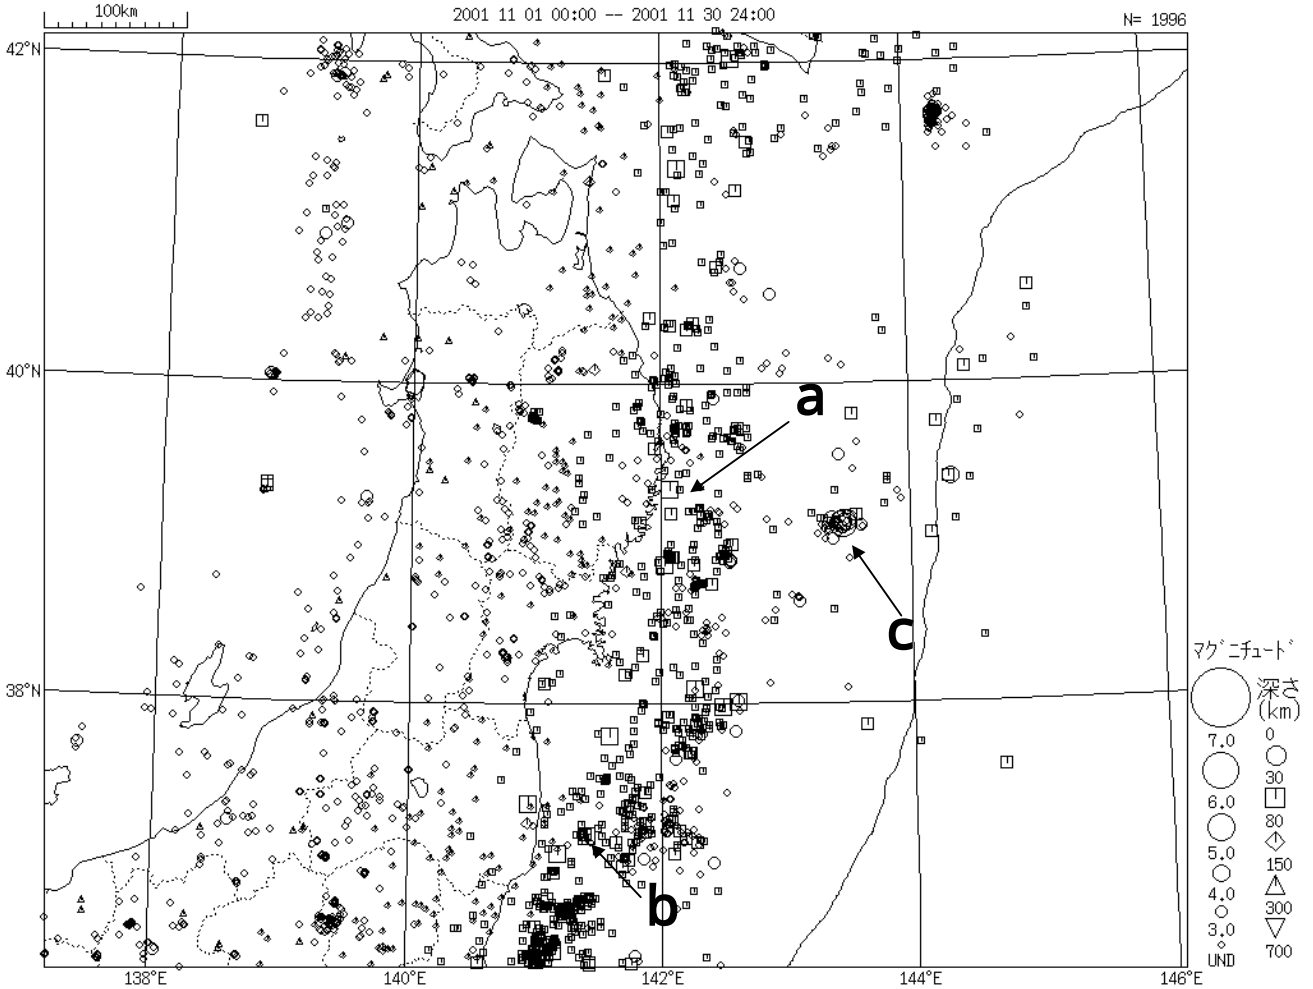 100km
2001 11 01 00:00 -- 2001 11 30 24:00
N= 1996
42°N
40°N
38°N
138°E
140°E
142°E
144°E
146°E
a
b
c
ﾏｸﾞﾆﾁｭｰﾄﾞ
7.0
6.0
5.0
4.0
3.0
UND
深さ
(km)
0
30
80
150
300
700